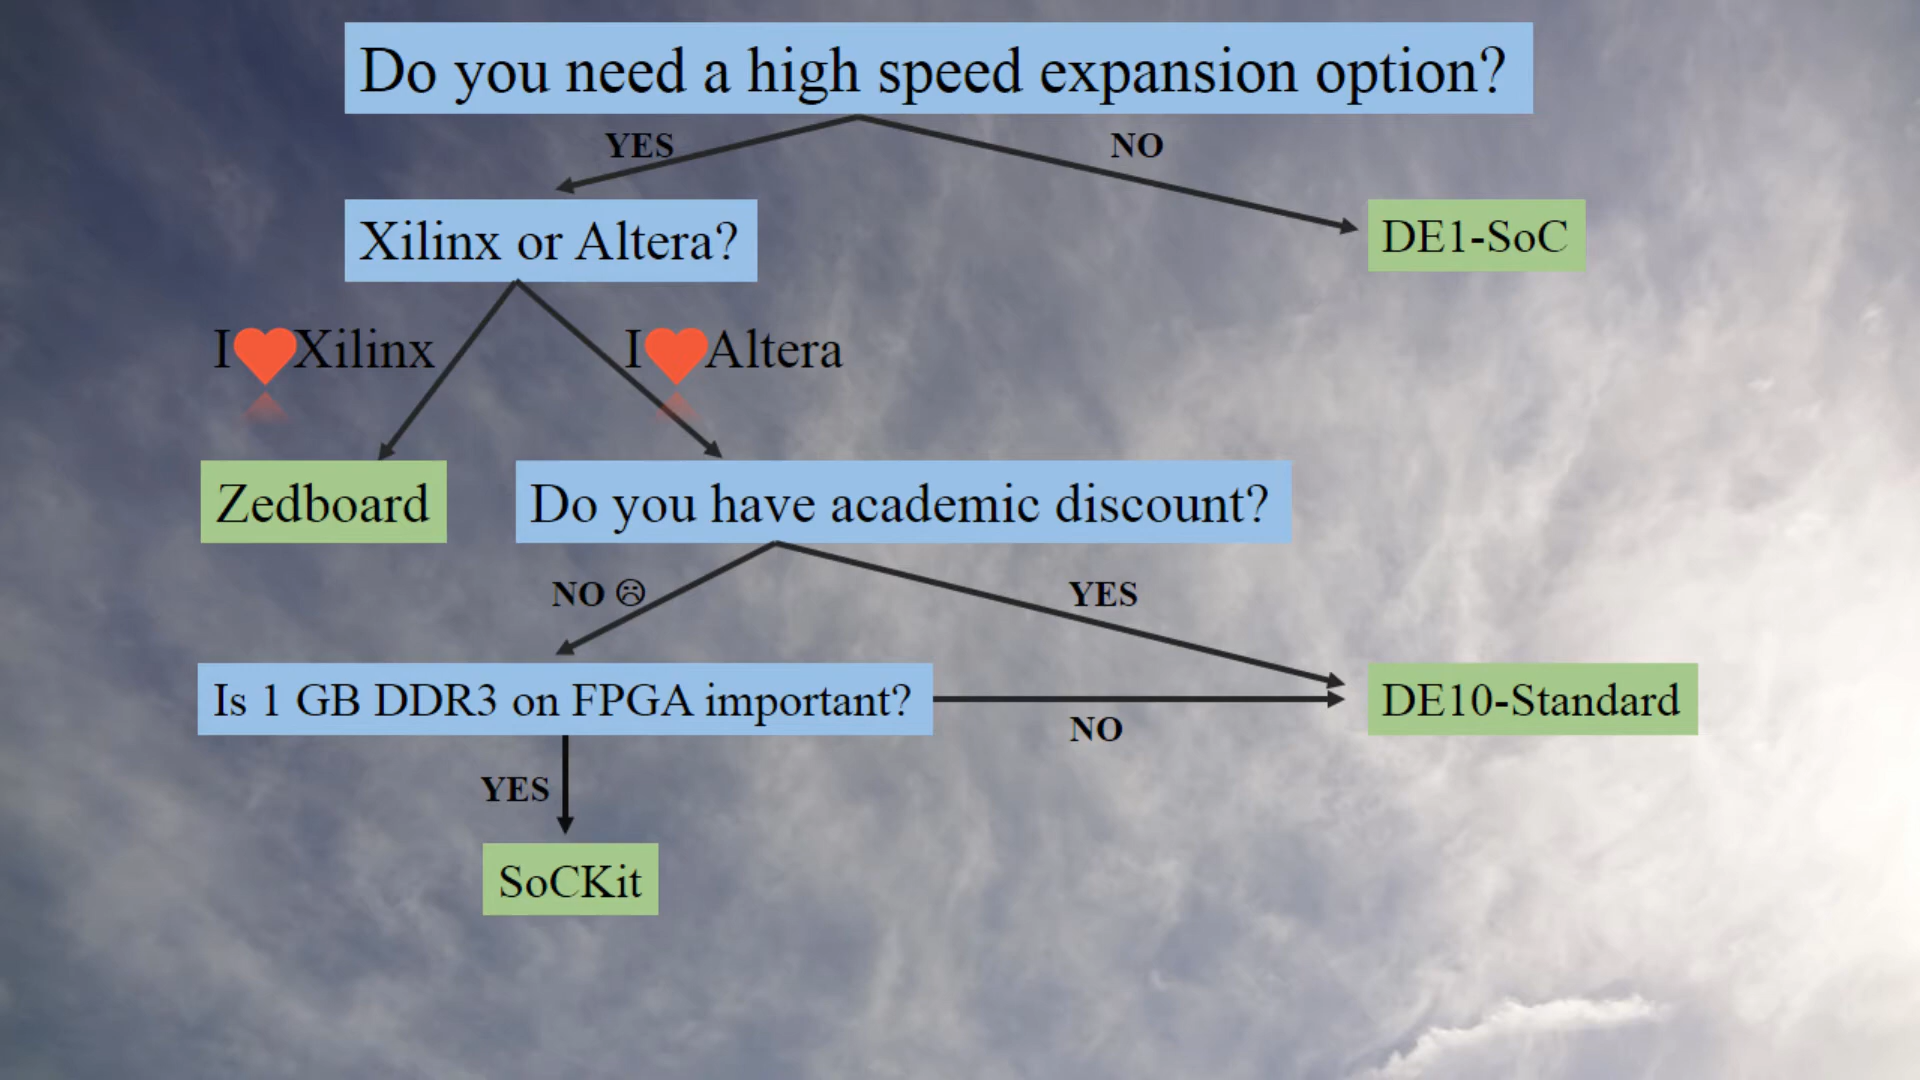 Do you need a high speed expansion option?
YES
NO
Xilinx or Altera?
DE1-SoC
I ❤ Xilinx
I ❤ Altera
Zedboard
Do you have academic discount?
NO ☹
YES
Is 1 GB DDR3 on FPGA important?
DE10-Standard
NO
YES
SoCKit